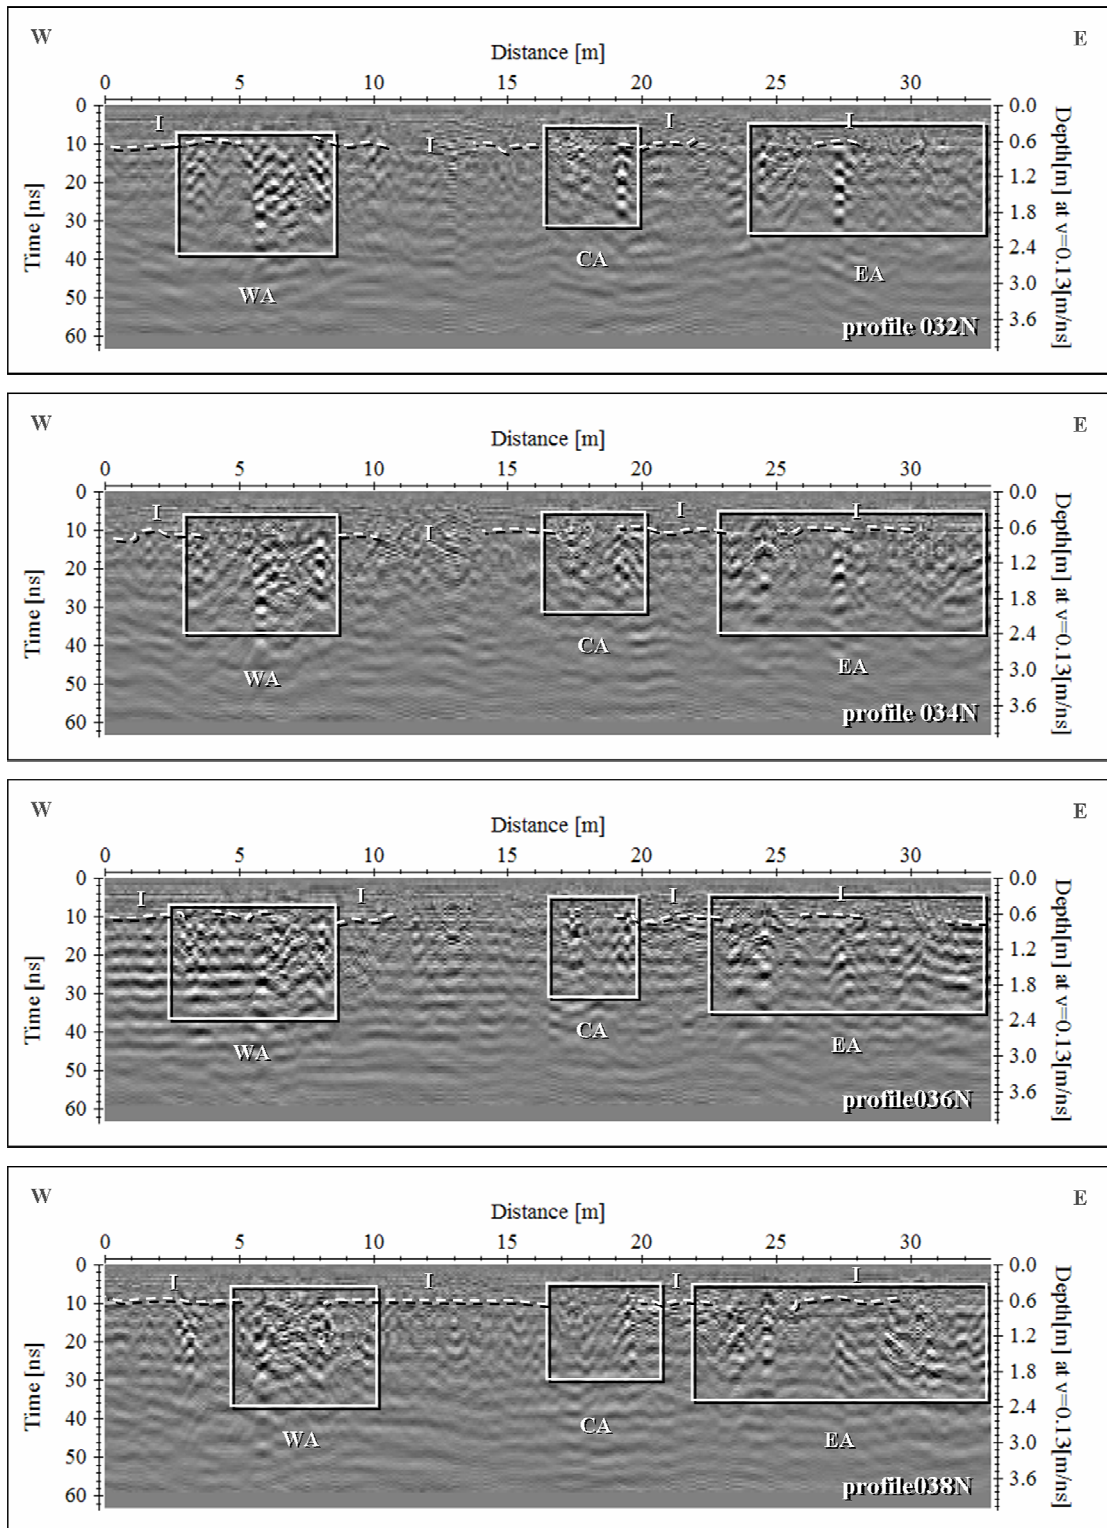 W E
Distance [m]
0 5 10 15 20 25 30
Time [ns]
0
10
20
30
40
50
60
0.0
0.6
1.2
1.8
2.4
3.0
3.6
Depth[m] at v=0.13[m/ns]
I I I I
WA CA EA
profile 032N
W E
Distance [m]
0 5 10 15 20 25 30
Time [ns]
0
10
20
30
40
50
60
0.0
0.6
1.2
1.8
2.4
3.0
3.6
Depth[m] at v=0.13[m/ns]
I I I I
WA CA EA
profile 034N
W E
Distance [m]
0 5 10 15 20 25 30
Time [ns]
0
10
20
30
40
50
60
0.0
0.6
1.2
1.8
2.4
3.0
3.6
Depth[m] at v=0.13[m/ns]
I I I I
WA CA EA
profile036N
W E
Distance [m]
0 5 10 15 20 25 30
Time [ns]
0
10
20
30
40
50
60
0.0
0.6
1.2
1.8
2.4
3.0
3.6
Depth[m] at v=0.13[m/ns]
I I I I
WA CA EA
profile038N